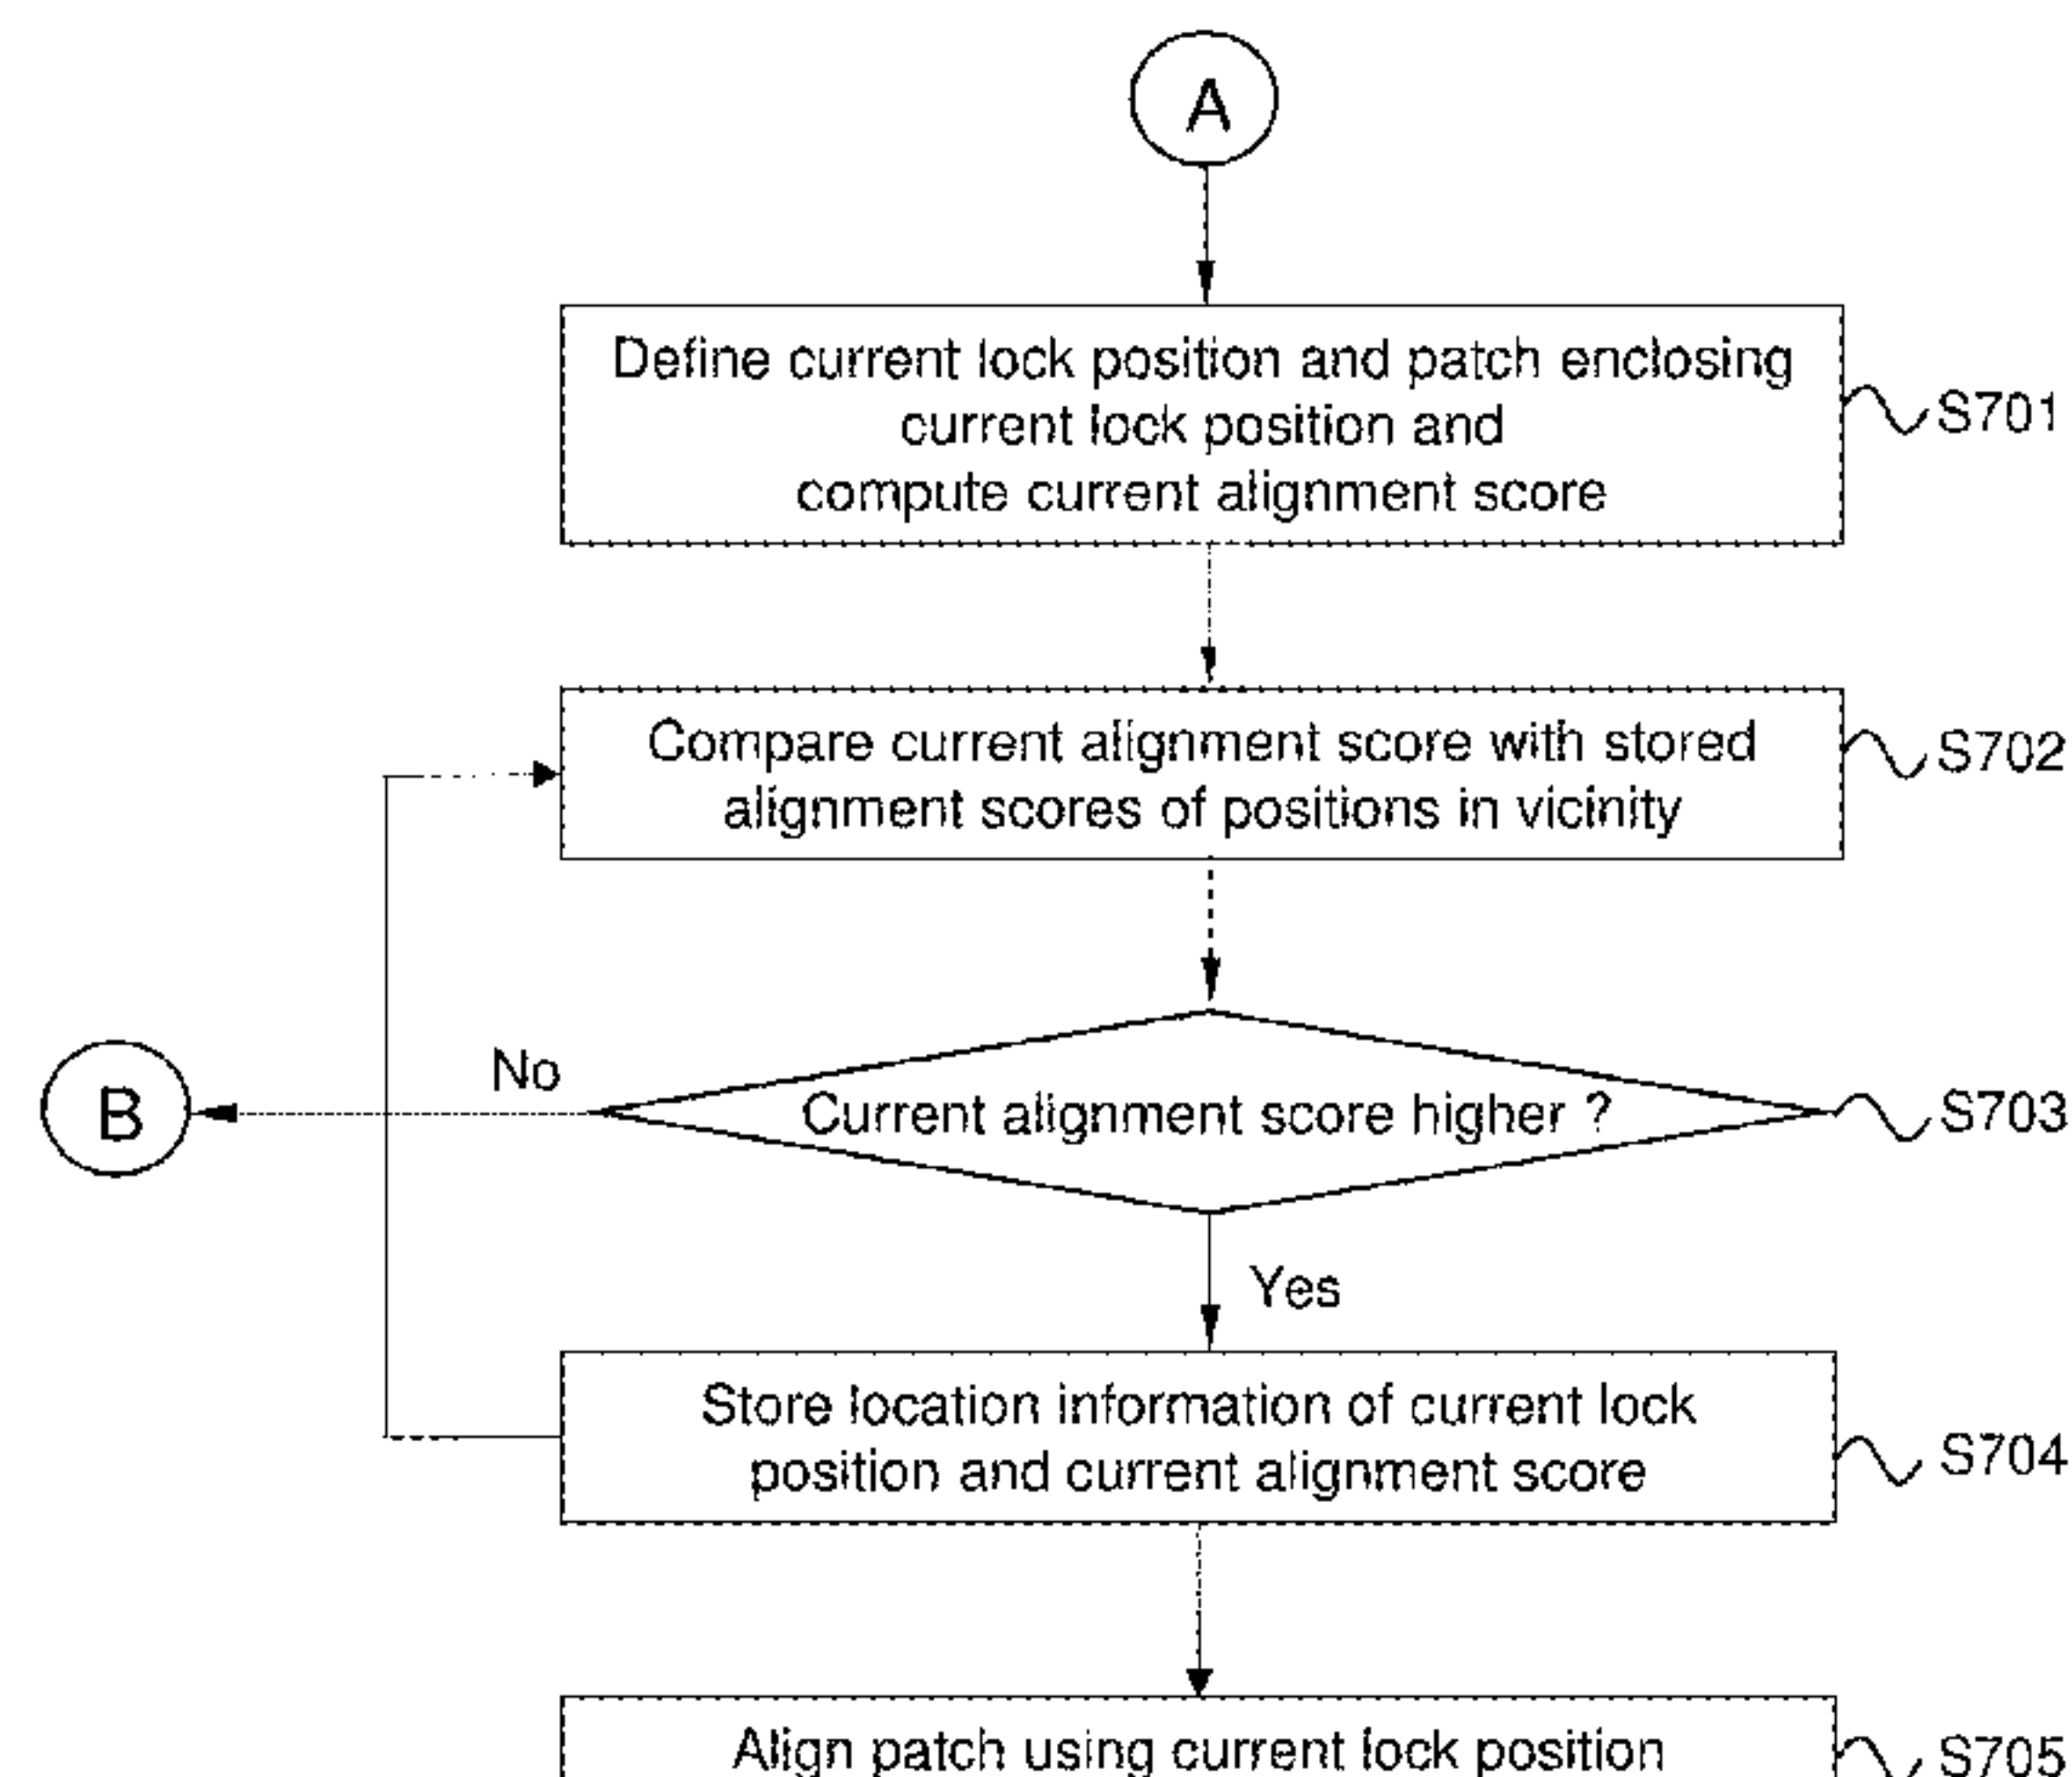 A
Define current lock position and patch enclosing
current lock position and
compute current alignment score
S701
Compare current alignment score with stored
alignment scores of positions in vicinity
S702
No
B
Current alignment score higher ?
S703
Yes
Store location information of current lock
position and current alignment score
S704
Align patch using current lock position
S705